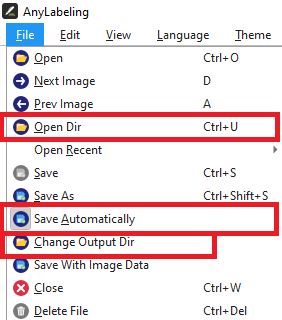 AnyLabeling
File Edit View Language Theme
Open Ctrl+O
Next Image D
Prev Image A
Open Dir Ctrl+U
Open Recent
Save Ctrl+S
Save As Ctrl+Shift+S
Save Automatically
Change Output Dir
Save With Image Data
Close Ctrl+W
Delete File Ctrl+Del